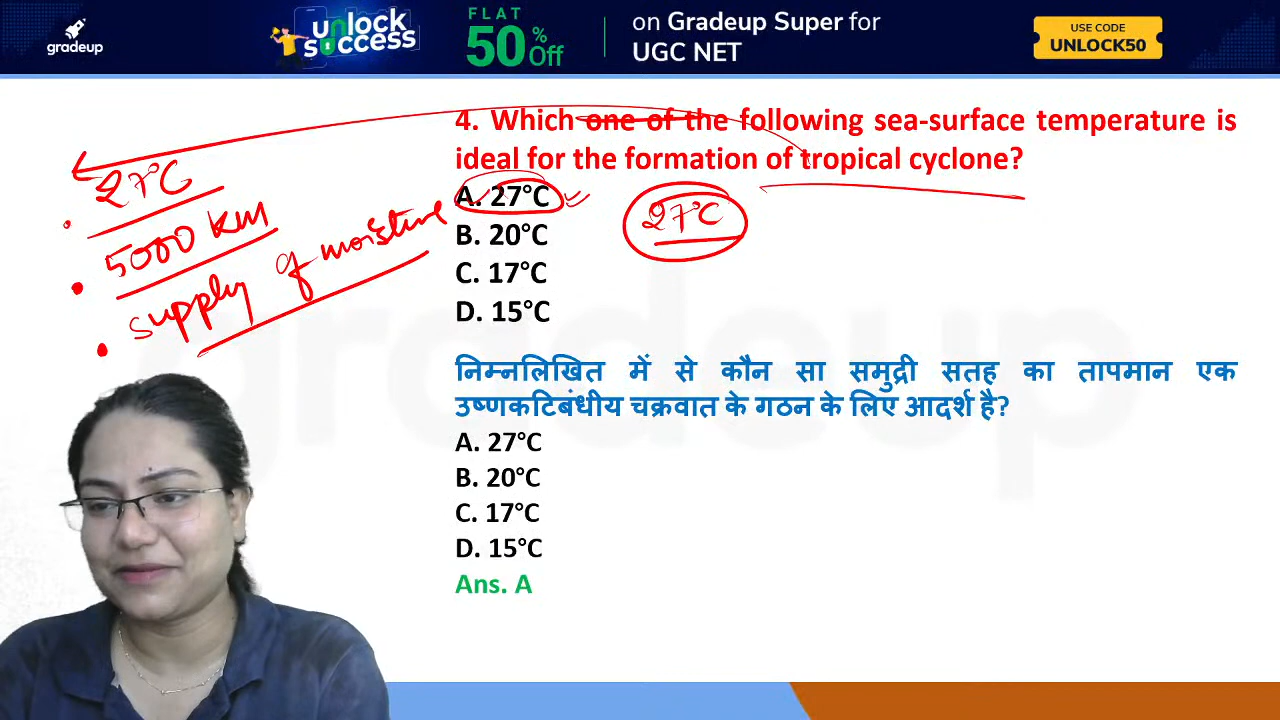 gradeup
unlock
success
FLAT
50% Off
on Gradeup Super for
UGC NET
USE CODE
UNLOCK50
4. Which one of the following sea-surface temperature is
ideal for the formation of tropical cyclone?
A. 27°C
B. 20°C
C. 17°C
D. 15°C
27°C
27°C
5000 KM
supply of moisture
निम्नलिखित में से कौन सा समुद्री सतह का तापमान एक
उष्णकटिबंधीय चक्रवात के गठन के लिए आदर्श है?
A. 27°C
B. 20°C
C. 17°C
D. 15°C
Ans. A
gradeup